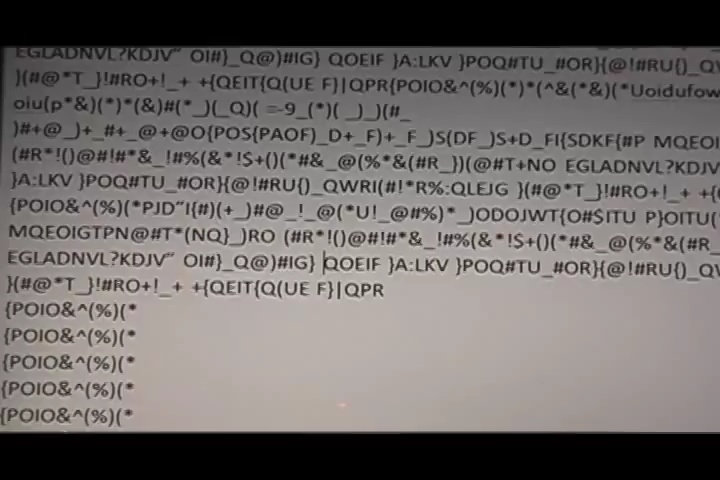 EGLADNVL?KDJV" OI#}_Q@)#IG} QOEIF }A:LKV }POQ#TU_#OR}{@!#RU{)_QV
}(#@*T_}!#RO+!_+ +{QEIT{Q(UE F}|QPR{POIO&^(%)(*)*(^&(*&)(*Uoidufow
oiu(p*&)(*)*(&)#(*_)(_Q)( =-9_(*)(_)_)(#_
)#+@_)+_#+_@+@O{POS{PAOF)_D+_F)+_F_)S{DF_)S+D_FI{SDKF{#P MQEOI
(#R*!()@#!#*&_!#%(&*!$+()(*#&_@(%*&(#R_})(@#T+NO EGLADNVL?KDJV
}A:LKV }POQ#TU_#OR}{@!#RU{)_QWRI(#!*R%:QLEJG }(#@*T_}!#RO+!_+ +{
{POIO&^(%)(*PJD"I{#)(+_)#@_!_@(*U!_@#%)*_)ODOJWT{O#$ITU P}OITU(
MQEOIGTPN@#T*(NQ}_)RO (#R*!()@#!#*&_!#%(&*!$+()(*#&_@(%*&(#R_
EGLADNVL?KDJV" OI#}_Q@)#IG} QOEIF }A:LKV }POQ#TU_#OR}{@!#RU{)_QV
}(#@*T_}!#RO+!_+ +{QEIT{Q(UE F}|QPR
{POIO&^(%)(*
{POIO&^(%)(*
{POIO&^(%)(*
{POIO&^(%)(*
{POIO&^(%)(*